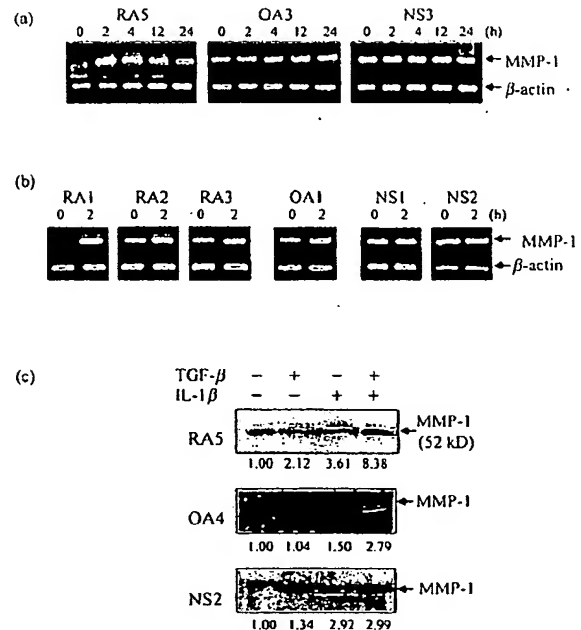 (a)
RA5 OA3 NS3
0 2 4 12 24 0 2 4 12 24 0 2 4 12 24 (h)
MMP-1
β-actin
(b)
RA1 RA2 RA3 OA1 NS1 NS2
0 2 0 2 0 2 0 2 0 2 0 2 (h)
MMP-1
β-actin
(c)
TGF-β − + − +
IL-1β − − + +
RA5 MMP-1
(52 kD)
1.00 2.12 3.61 8.38
OA4 MMP-1
1.00 1.04 1.50 2.79
NS2 MMP-1
1.00 1.34 2.92 2.99